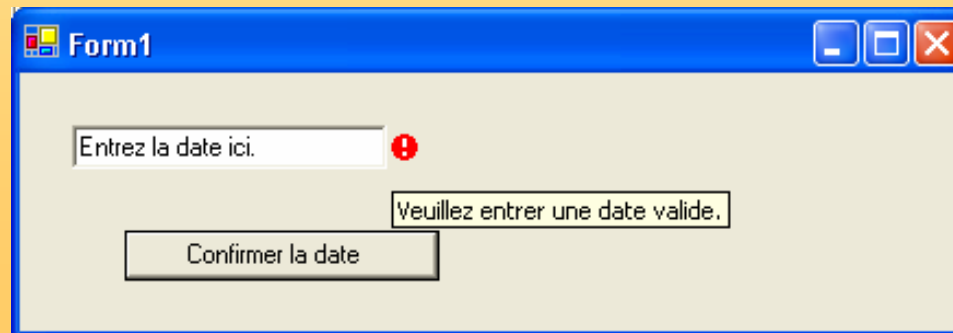 Form1
Entrez la date ici.
Veuillez entrer une date valide.
Confirmer la date